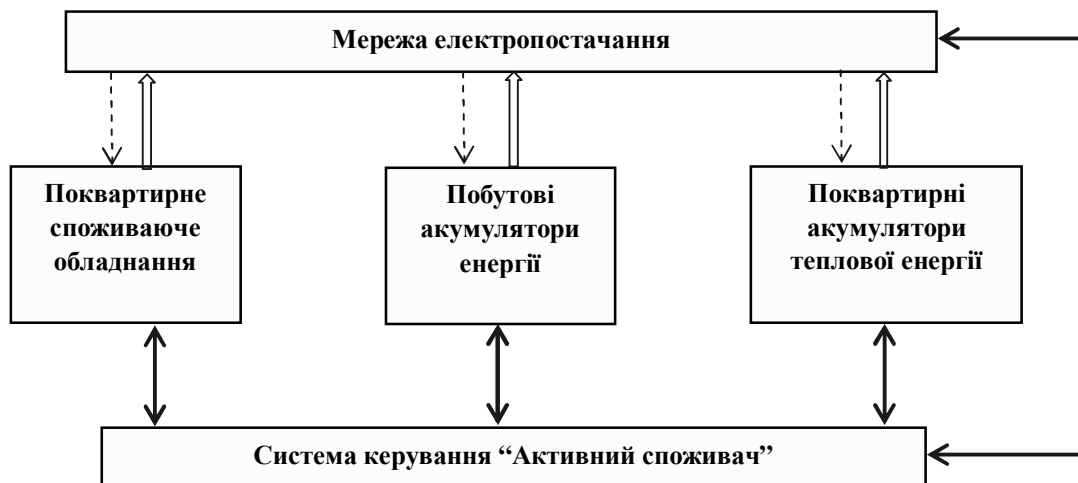 Мережа електропостачання
Поквартирне
споживаюче
обладнання
Побутові
акумулятори
енергії
Поквартирні
акумулятори
теплової енергії
Система керування “Активний споживач”